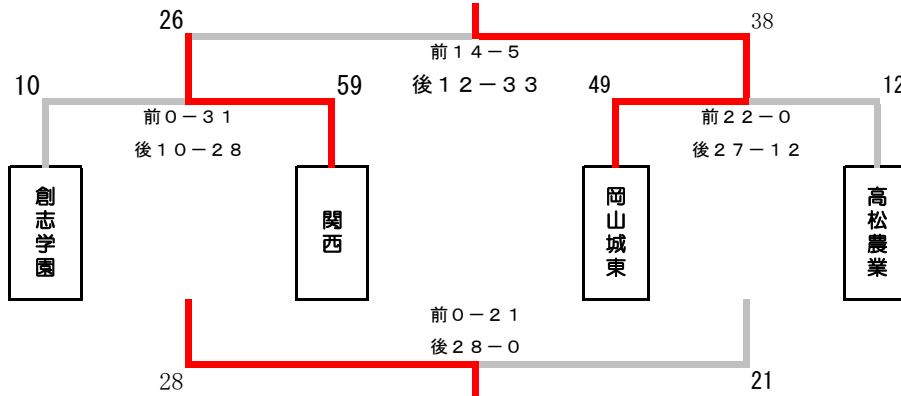 26
38
前14-5
後12-33
10
59
49
12
前0-31
後10-28
前22-0
後27-12
創志学園
関西
岡山城東
高松農業
前0-21
後28-0
28
21